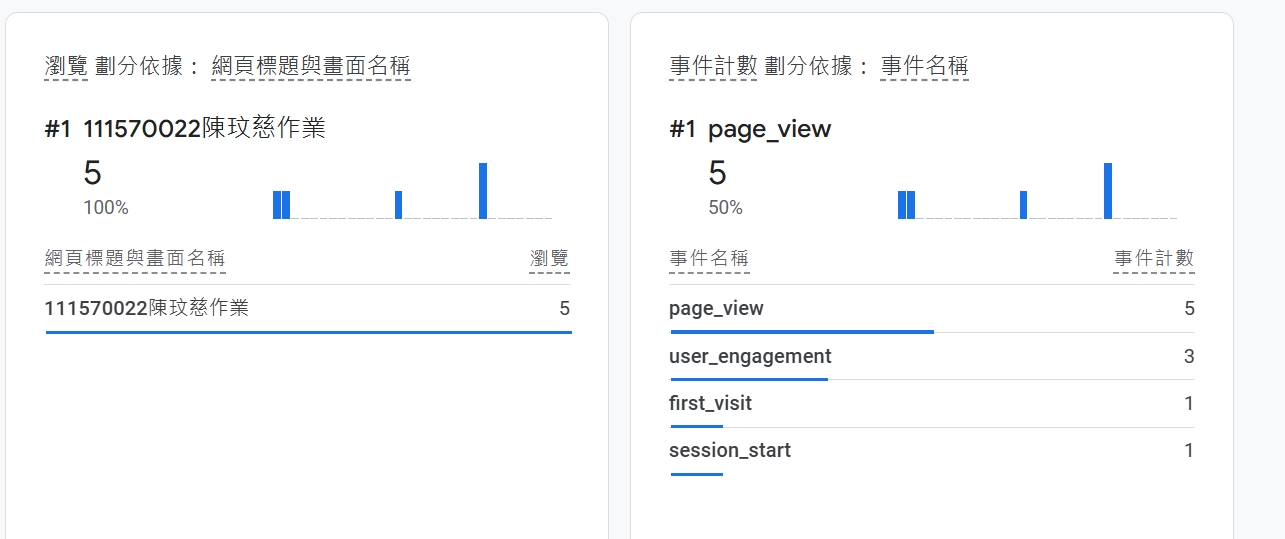 瀏覽 劃分依據： 網頁標題與畫面名稱
#1 111570022陳玟慈作業
5
100%
網頁標題與畫面名稱 瀏覽
111570022陳玟慈作業 5
事件計數 劃分依據： 事件名稱
#1 page_view
5
50%
事件名稱 事件計數
page_view 5
user_engagement 3
first_visit 1
session_start 1